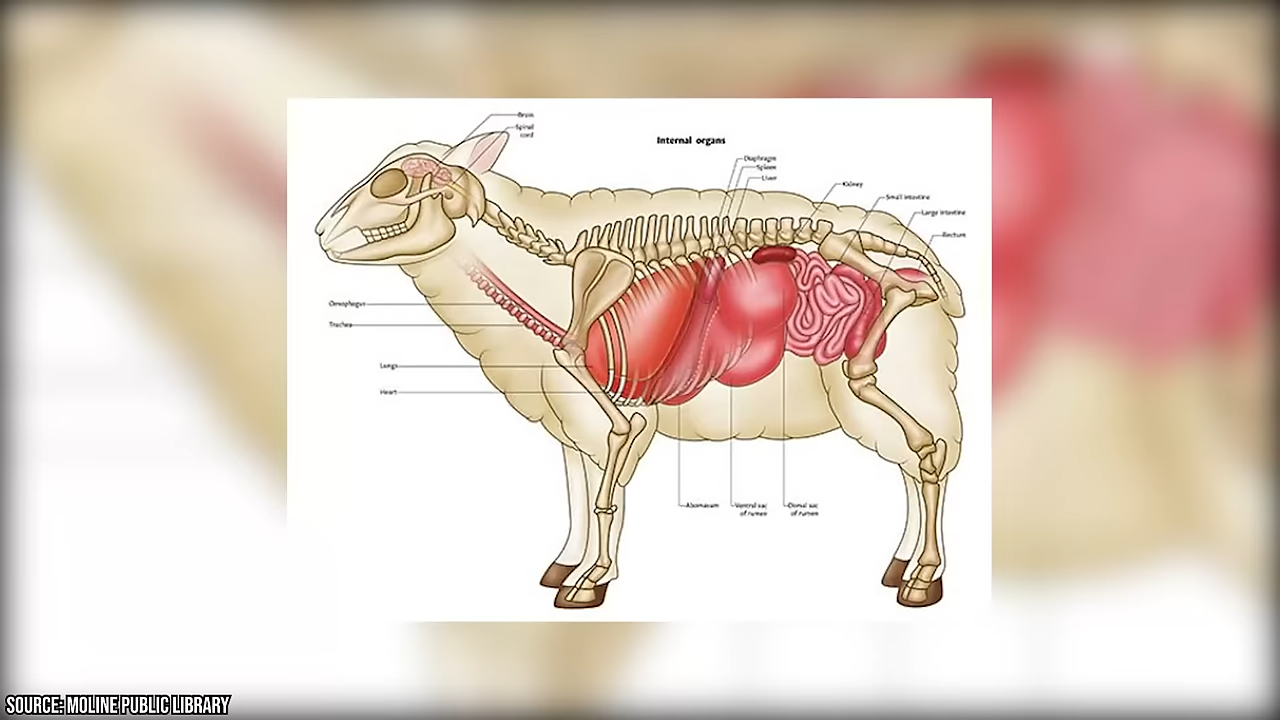 Brain
Spinal
cord
Internal organs
Diaphragm
Spleen
Liver
Kidney
Small intestine
Large intestine
Rectum
Oesophagus
Trachea
Lungs
Heart
Abomasum
Ventral sac
of rumen
Dorsal sac
of rumen
SOURCE: MOLINE PUBLIC LIBRARY